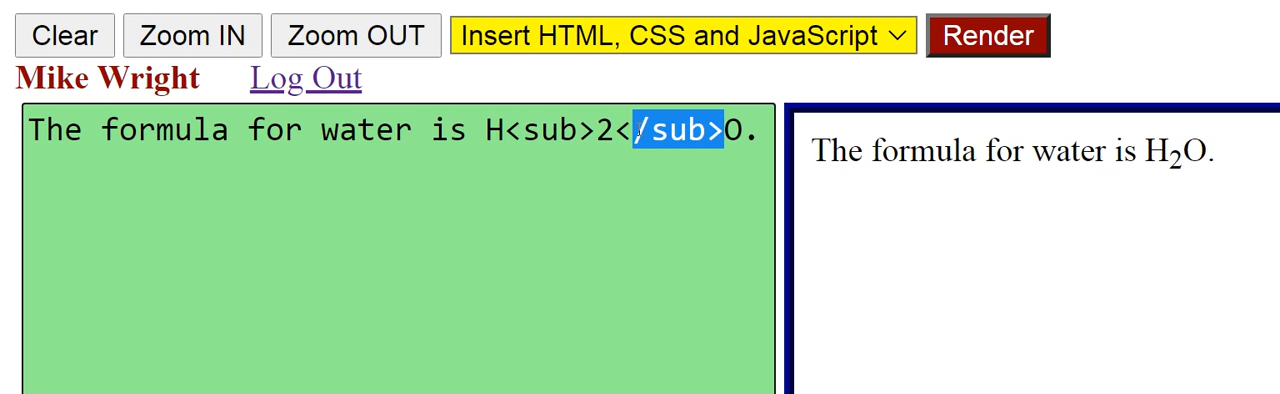 Clear Zoom IN Zoom OUT Insert HTML, CSS and JavaScript Render
Mike Wright Log Out
The formula for water is H<sub>2</sub>O.
The formula for water is H₂O.